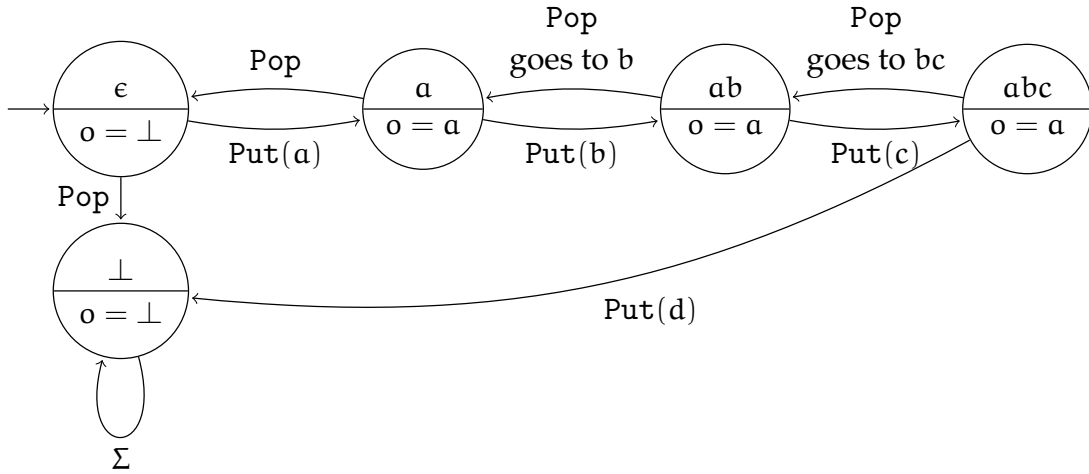 Pop
Pop
Pop
goes to b
goes to bc
ϵ
a
ab
abc
o = ⊥
o = a
o = a
o = a
Put(a)
Put(b)
Put(c)
Pop
⊥
o = ⊥
Put(d)
Σ